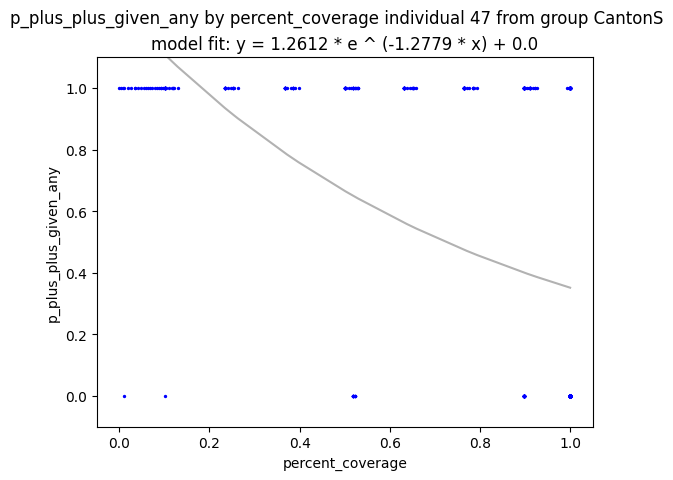 p_plus_plus_given_any by percent_coverage individual 47 from group CantonS
model fit: y = 1.2612 * e ^ (-1.2779 * x) + 0.0
1.0
0.8
0.6
0.4
0.2
0.0
p_plus_plus_given_any
0.0 0.2 0.4 0.6 0.8 1.0
percent_coverage